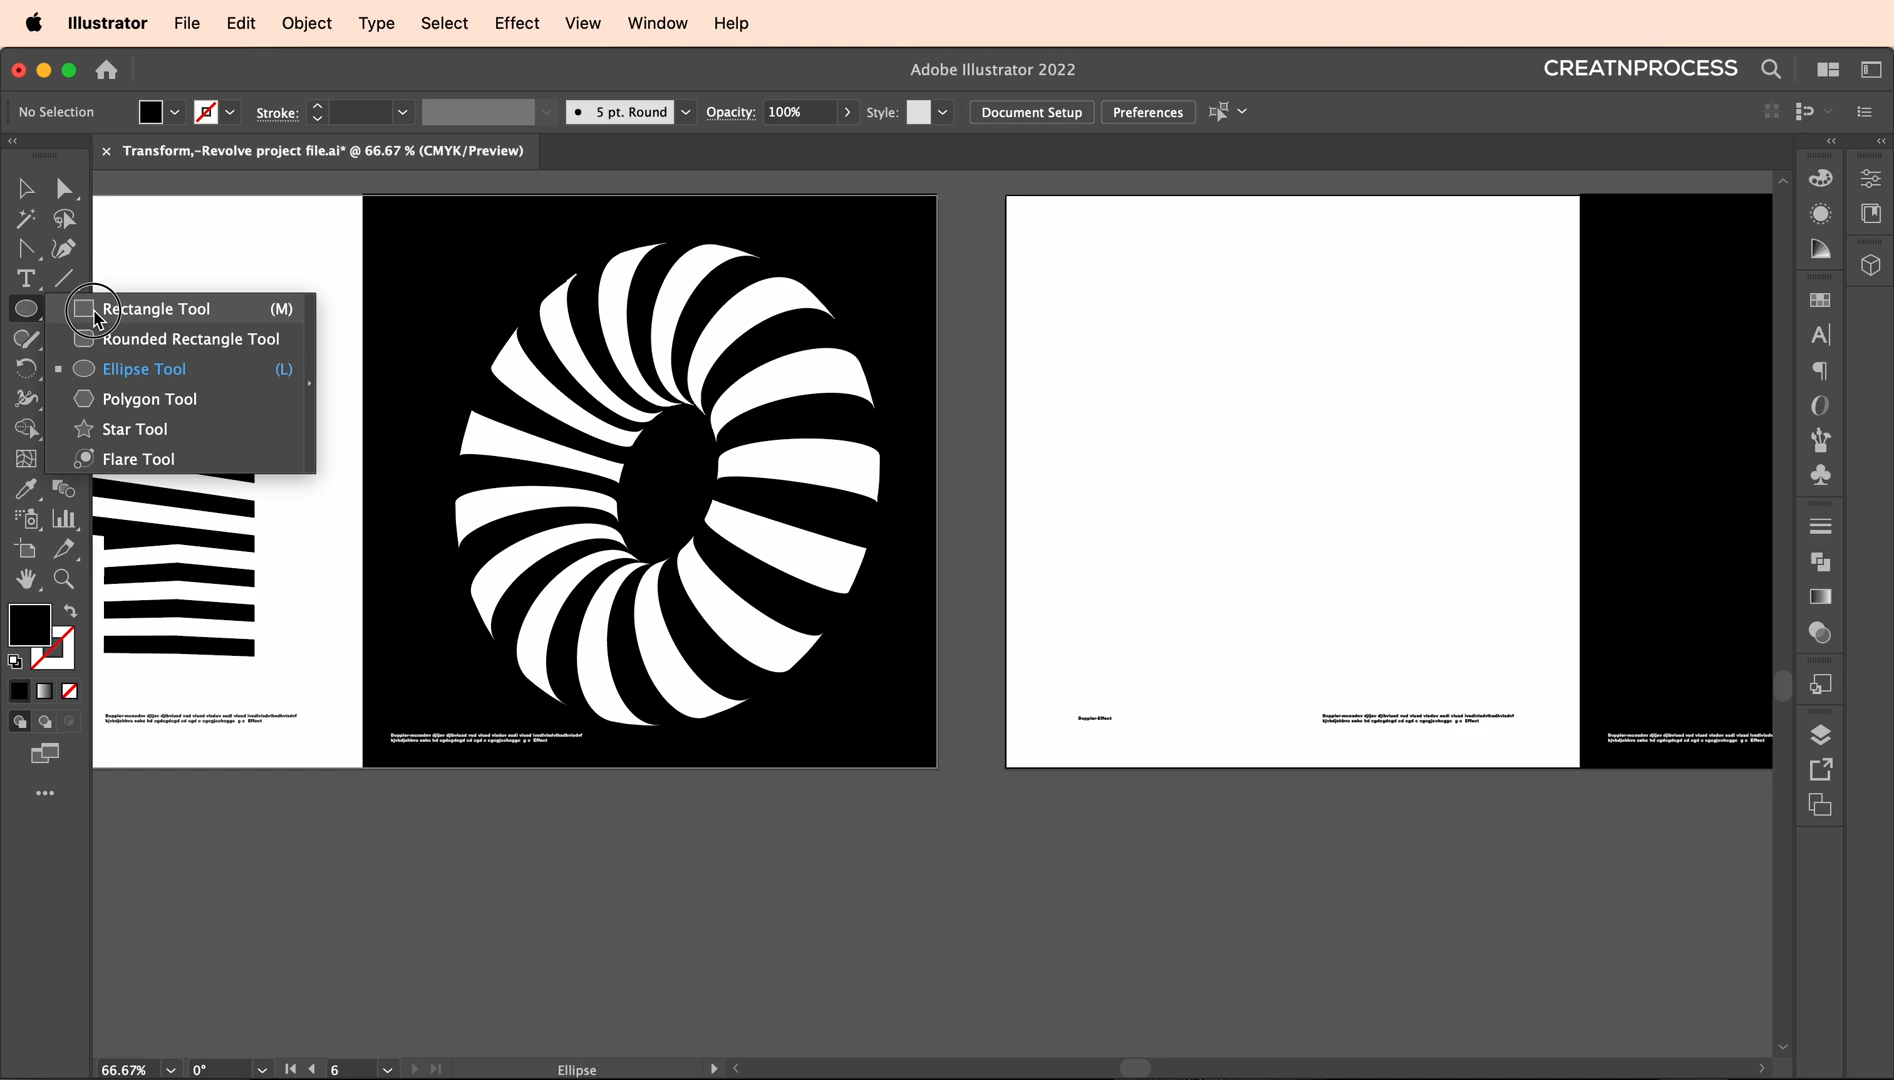 Illustrator File Edit Object Type Select Effect View Window Help
Adobe Illustrator 2022
CREATNPROCESS
No Selection
Stroke:
5 pt. Round
Opacity: 100%
Style:
Document Setup
Preferences
Transform,-Revolve project file.ai* @ 66.67 % (CMYK/Preview)
Rectangle Tool (M)
Rounded Rectangle Tool
Ellipse Tool (L)
Polygon Tool
Star Tool
Flare Tool
Doppler-Effect
66.67%
0°
6
Ellipse